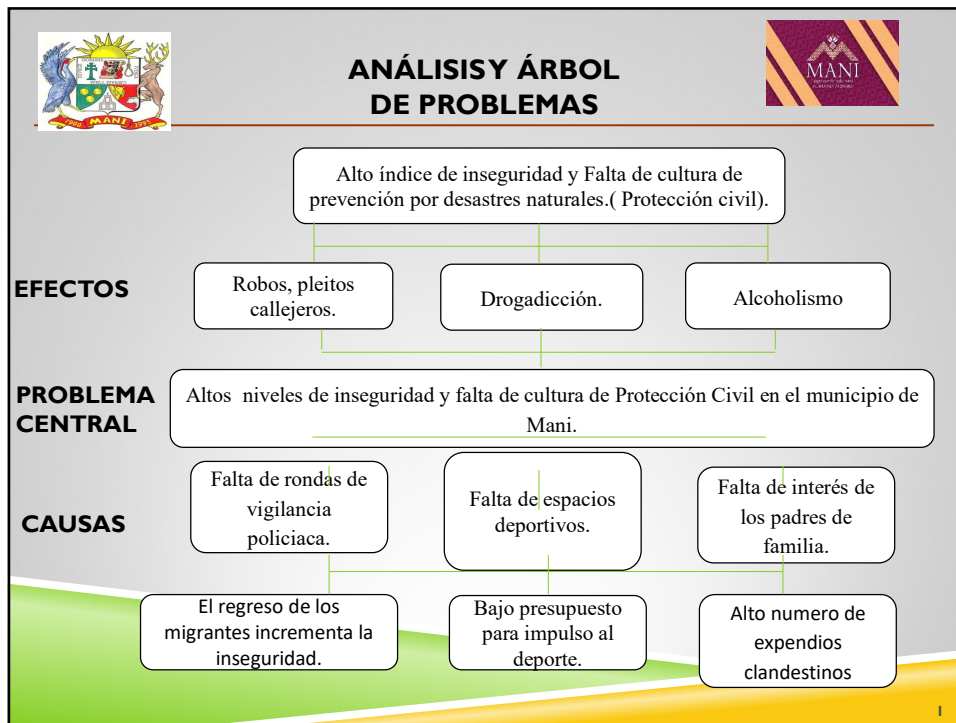 ANÁLISIS Y ÁRBOL
DE PROBLEMAS
1900 MANI 1995
MANI
Alto índice de inseguridad y Falta de cultura de
prevención por desastres naturales.( Protección civil).
EFECTOS
Robos, pleitos
callejeros.
Drogadicción.
Alcoholismo
PROBLEMA
CENTRAL
Altos niveles de inseguridad y falta de cultura de Protección Civil en el municipio de
Mani.
CAUSAS
Falta de rondas de
vigilancia
policiaca.
Falta de espacios
deportivos.
Falta de interés de
los padres de
familia.
El regreso de los
migrantes incrementa la
inseguridad.
Bajo presupuesto
para impulso al
deporte.
Alto numero de
expendios
clandestinos
1